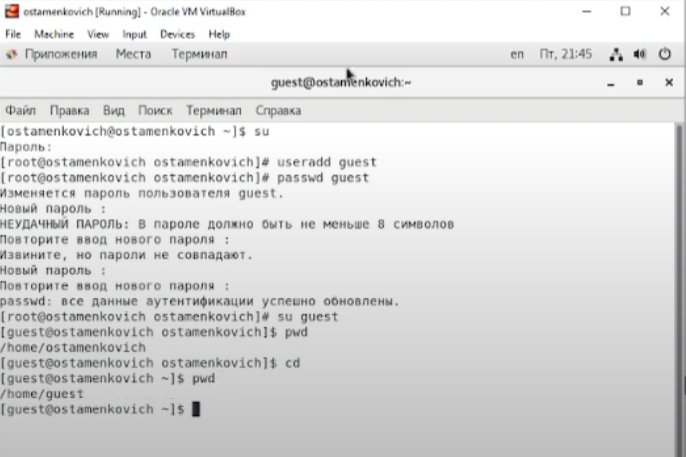 ostamenkovich [Running] - Oracle VM VirtualBox
File Machine View Input Devices Help
Приложения Места Терминал en Пт, 21:45
guest@ostamenkovich:~
Файл Правка Вид Поиск Терминал Справка
[ostamenkovich@ostamenkovich ~]$ su
Пароль:
[root@ostamenkovich ostamenkovich]# useradd guest
[root@ostamenkovich ostamenkovich]# passwd guest
Изменяется пароль пользователя guest.
Новый пароль :
НЕУДАЧНЫЙ ПАРОЛЬ: В пароле должно быть не меньше 8 символов
Повторите ввод нового пароля :
Извините, но пароли не совпадают.
Новый пароль :
Повторите ввод нового пароля :
passwd: все данные аутентификации успешно обновлены.
[root@ostamenkovich ostamenkovich]# su guest
[guest@ostamenkovich ostamenkovich]$ pwd
/home/ostamenkovich
[guest@ostamenkovich ostamenkovich]$ cd
[guest@ostamenkovich ~]$ pwd
/home/guest
[guest@ostamenkovich ~]$